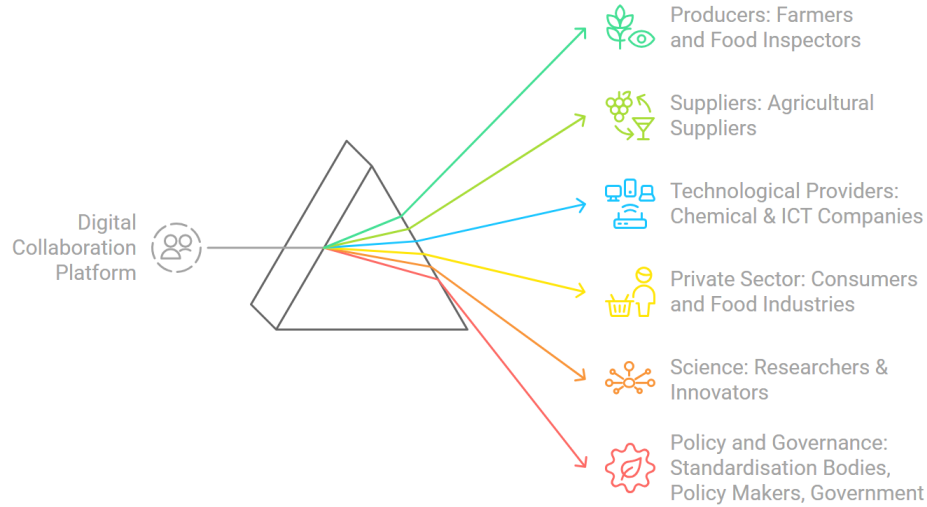 Digital
Collaboration
Platform
Producers: Farmers
and Food Inspectors
Suppliers: Agricultural
Suppliers
Technological Providers:
Chemical & ICT Companies
Private Sector: Consumers
and Food Industries
Science: Researchers &
Innovators
Policy and Governance:
Standardisation Bodies,
Policy Makers, Government